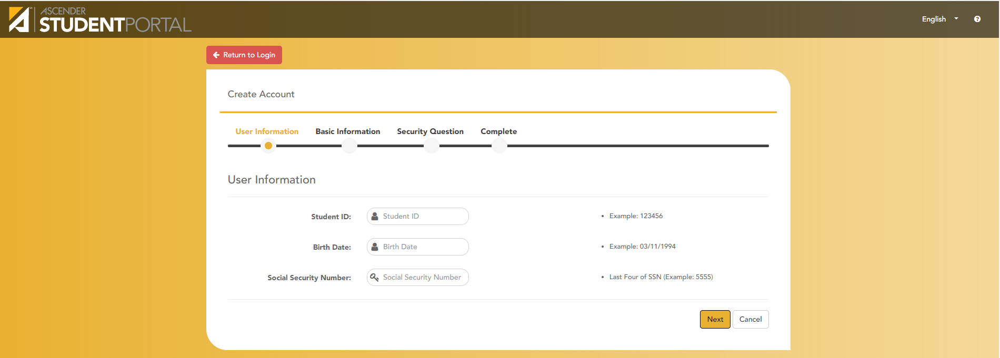 ASCENDER
STUDENTPORTAL
English
Return to Login
Create Account
User Information Basic Information Security Question Complete
User Information
Student ID: Student ID • Example: 123456
Birth Date: Birth Date • Example: 03/11/1994
Social Security Number: Social Security Number • Last Four of SSN (Example: 5555)
Next Cancel